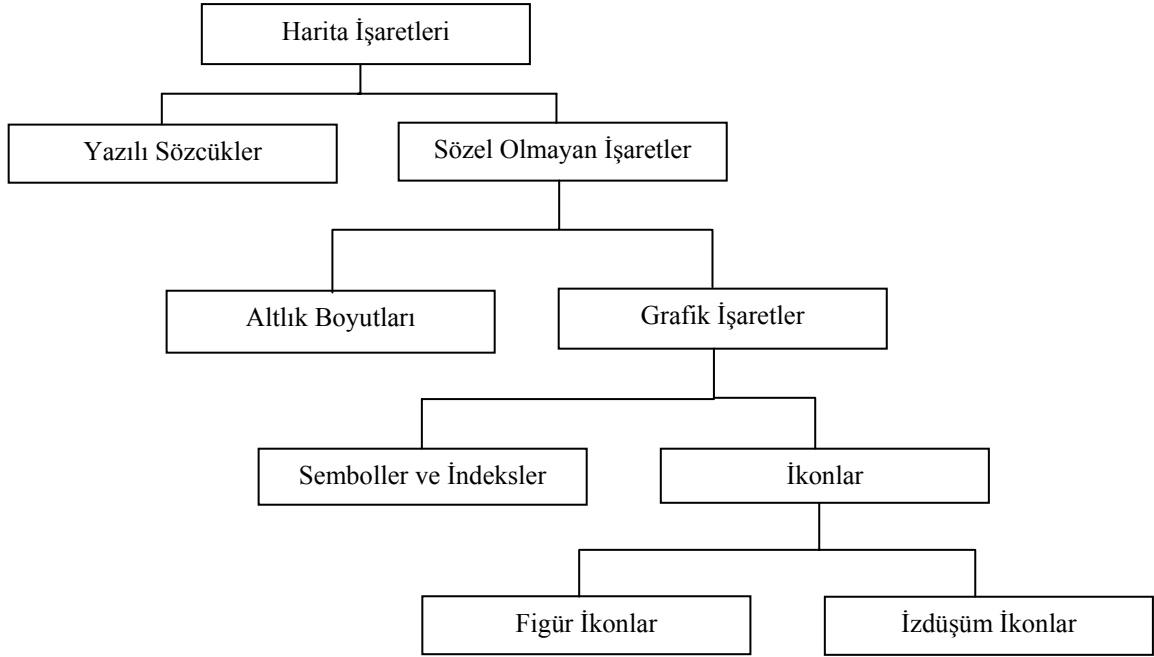 Harita İşaretleri
Yazılı Sözcükler
Sözel Olmayan İşaretler
Altlık Boyutları
Grafik İşaretler
Semboller ve İndeksler
İkonlar
Figür İkonlar
İzdüşüm İkonlar